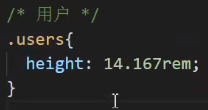 /* 用户 */
.users{
height: 14.167rem;
}